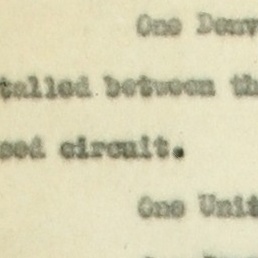 One Denv
talled between th
sed circuit.
One Unit